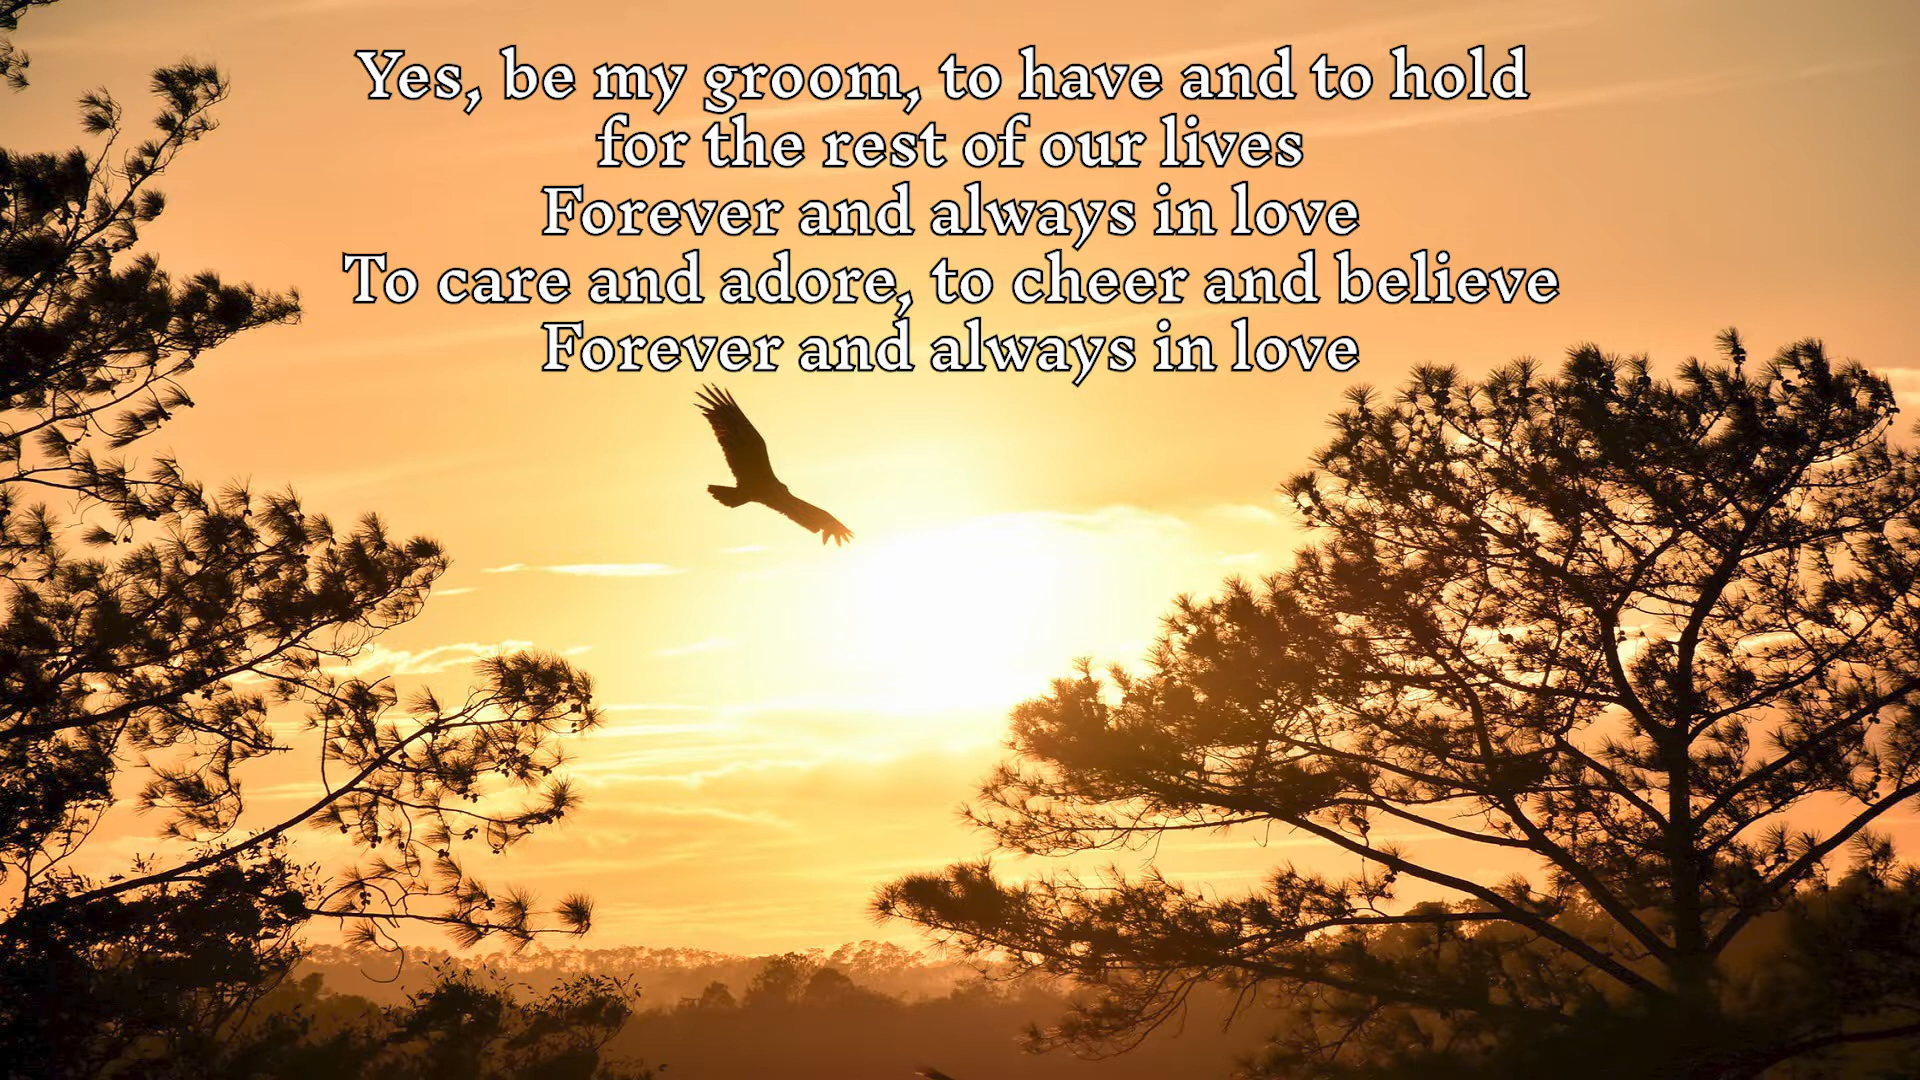 Yes, be my groom, to have and to hold
for the rest of our lives
Forever and always in love
To care and adore, to cheer and believe
Forever and always in love